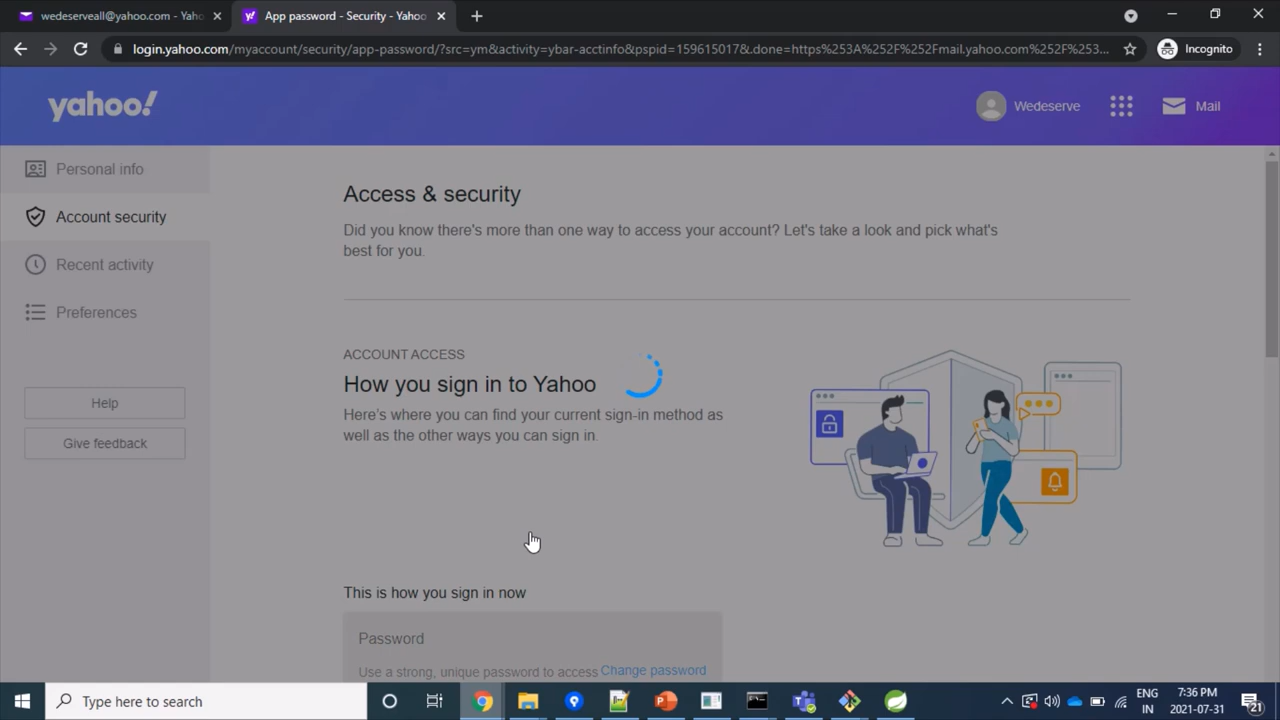 wedeserveall@yahoo.com - Yaho
App password - Security - Yahoo
login.yahoo.com/myaccount/security/app-password/?src=ym&activity=ybar-acctinfo&pspid=159615017&.done=https%253A%252F%252Fmail.yahoo.com%252F%253...
Incognito
yahoo!
Wedeserve
Mail
Personal info
Account security
Recent activity
Preferences
Help
Give feedback
Access & security
Did you know there's more than one way to access your account? Let's take a look and pick what's
best for you.
ACCOUNT ACCESS
How you sign in to Yahoo
Here's where you can find your current sign-in method as
well as the other ways you can sign in.
This is how you sign in now
Password
Use a strong, unique password to access Change password
Type here to search
ENG
IN
7:36 PM
2021-07-31
21